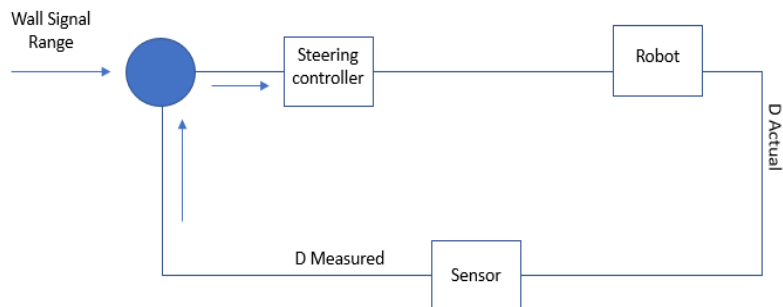 Wall Signal
Range
Steering
controller
Robot
D Actual
D Measured
Sensor